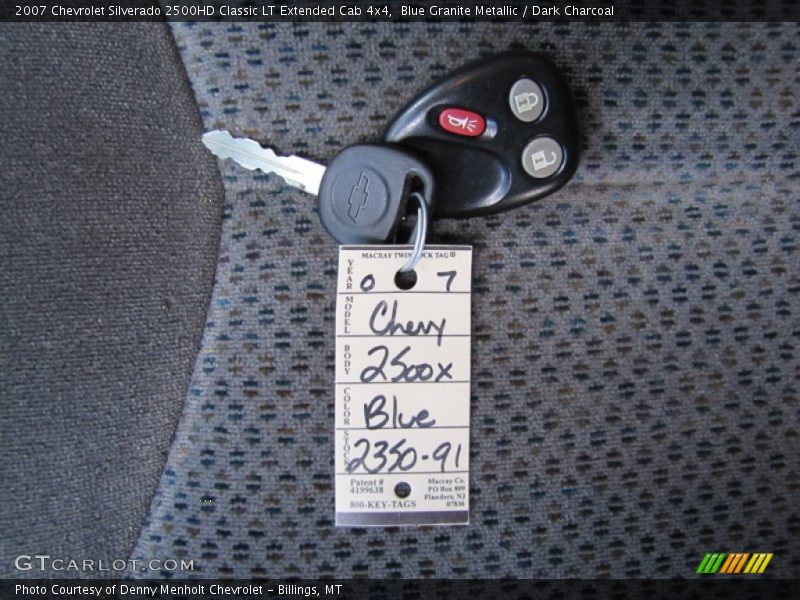 2007 Chevrolet Silverado 2500HD Classic LT Extended Cab 4x4, Blue Granite Metallic / Dark Charcoal
MACRAY TWIN LOCK TAG®
YEAR 0 7
MODEL Chevy
BODY 2500x
COLOR Blue
STOCK 2350-91
Patent #
4199638
800-KEY-TAGS
Macray Co.
PO Box 809
Flanders, NJ
07836
GTCARLOT.COM
Photo Courtesy of Denny Menholt Chevrolet – Billings, MT